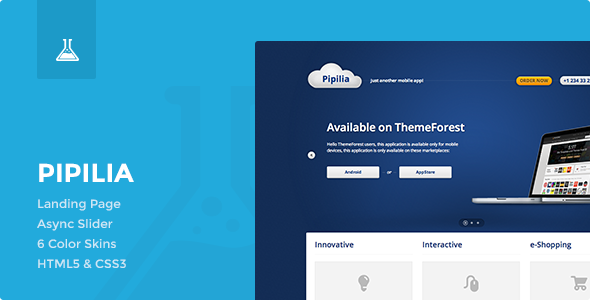 PIPILIA
Landing Page
Async Slider
6 Color Skins
HTML5 & CSS3
Pipilia
Just another mobile app!
ORDER NOW
+1 234 33 2
Available on ThemeForest
Hello ThemeForest users, this application is available only for mobile
devices, this application is only available on these marketplaces:
Android or AppStore
Innovative Interactive e-Shopping